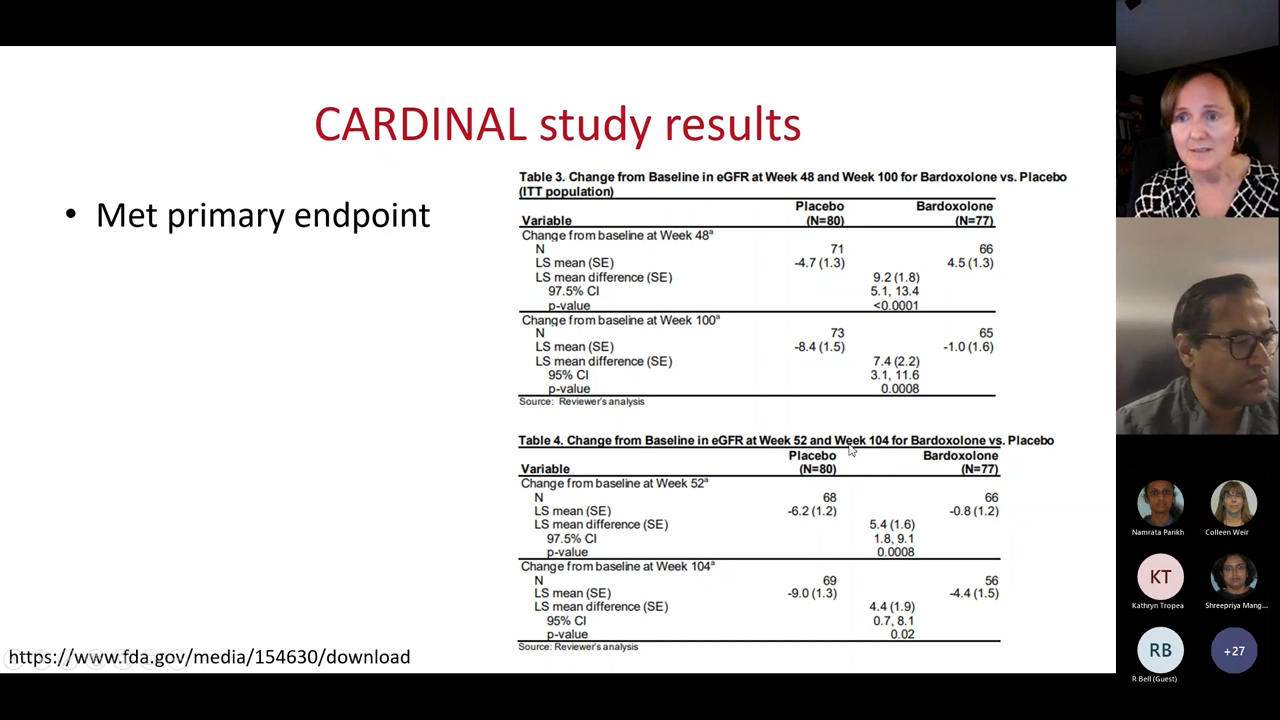 CARDINAL study results
• Met primary endpoint
Table 3. Change from Baseline in eGFR at Week 48 and Week 100 for Bardoxolone vs. Placebo
(ITT population)
Placebo Bardoxolone
Variable (N=80) (N=77)
Change from baseline at Week 48ª
N 71 66
LS mean (SE) -4.7 (1.3) 4.5 (1.3)
LS mean difference (SE) 9.2 (1.8)
97.5% CI 5.1, 13.4
p-value <0.0001
Change from baseline at Week 100ª
N 73 65
LS mean (SE) -8.4 (1.5) -1.0 (1.6)
LS mean difference (SE) 7.4 (2.2)
95% CI 3.1, 11.6
p-value 0.0008
Source: Reviewer's analysis
Table 4. Change from Baseline in eGFR at Week 52 and Week 104 for Bardoxolone vs. Placebo
Placebo Bardoxolone
Variable (N=80) (N=77)
Change from baseline at Week 52ª
N 68 66
LS mean (SE) -6.2 (1.2) -0.8 (1.2)
LS mean difference (SE) 5.4 (1.6)
97.5% CI 1.8, 9.1
p-value 0.0008
Change from baseline at Week 104ª
N 69 56
LS mean (SE) -9.0 (1.3) -4.4 (1.5)
LS mean difference (SE) 4.4 (1.9)
95% CI 0.7, 8.1
p-value 0.02
Source: Reviewer's analysis
https://www.fda.gov/media/154630/download
Namrata Parikh
Colleen Weir
KT
Kathryn Tropea
Shreepriya Mang...
RB
R Bell (Guest)
+27